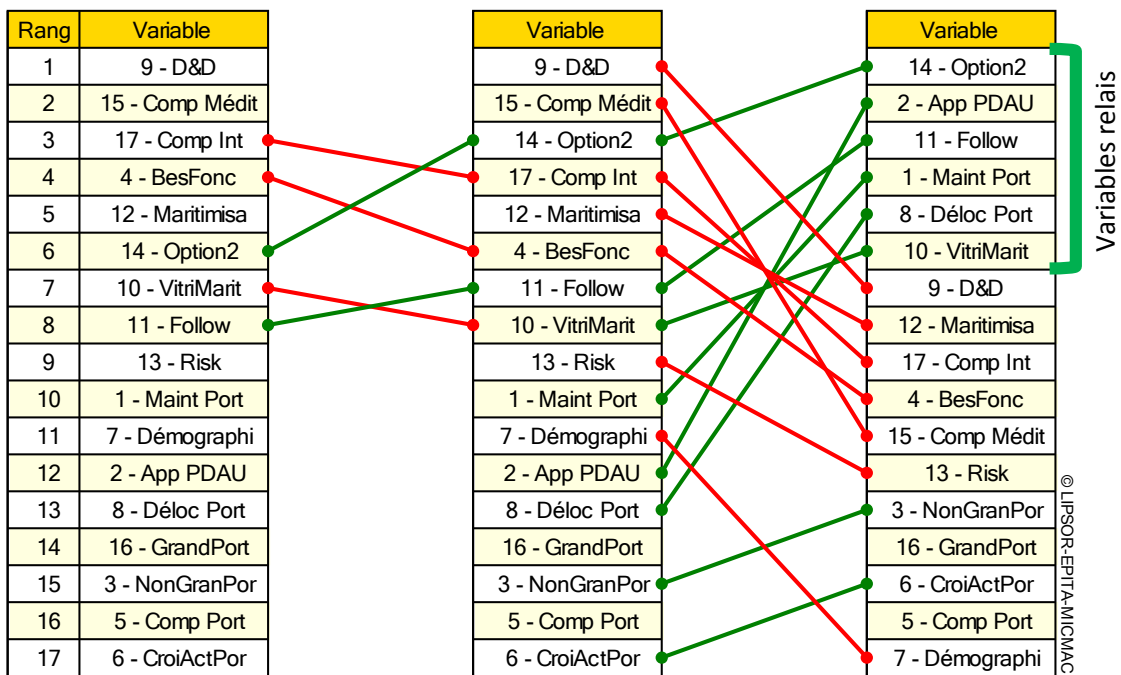 Rang Variable Variable Variable
1 9 - D&D 9 - D&D 14 - Option2
2 15 - Comp Médit 15 - Comp Médit 2 - App PDAU
3 17 - Comp Int 14 - Option2 11 - Follow
4 4 - BesFonc 17 - Comp Int 1 - Maint Port
5 12 - Maritimisa 12 - Maritimisa 8 - Déloc Port
6 14 - Option2 4 - BesFonc 10 - VitriMarit
7 10 - VitriMarit 11 - Follow 9 - D&D
8 11 - Follow 10 - VitriMarit 12 - Maritimisa
9 13 - Risk 13 - Risk 17 - Comp Int
10 1 - Maint Port 1 - Maint Port 4 - BesFonc
11 7 - Démographi 7 - Démographi 15 - Comp Médit
12 2 - App PDAU 2 - App PDAU 13 - Risk
13 8 - Déloc Port 8 - Déloc Port 3 - NonGranPor
14 16 - GrandPort 16 - GrandPort 16 - GrandPort
15 3 - NonGranPor 3 - NonGranPor 6 - CroiActPor
16 5 - Comp Port 5 - Comp Port 5 - Comp Port
17 6 - CroiActPor 6 - CroiActPor 7 - Démographi
Variables relais
© LIPSOR-EPITA-MICMAC